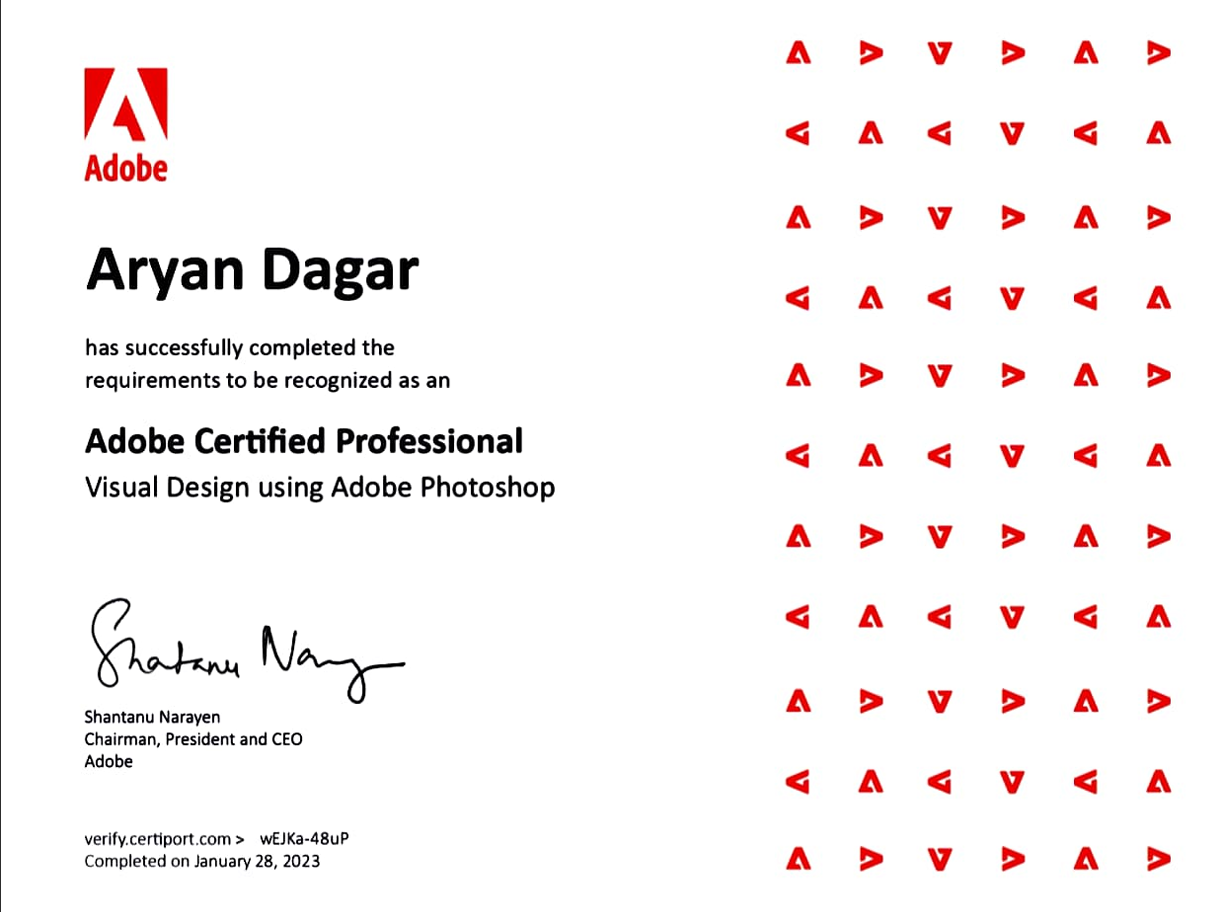 Adobe
Aryan Dagar
has successfully completed the
requirements to be recognized as an
Adobe Certified Professional
Visual Design using Adobe Photoshop
Shantanu Narayen
Shantanu Narayen
Chairman, President and CEO
Adobe
verify.certiport.com > wEJKa-48uP
Completed on January 28, 2023